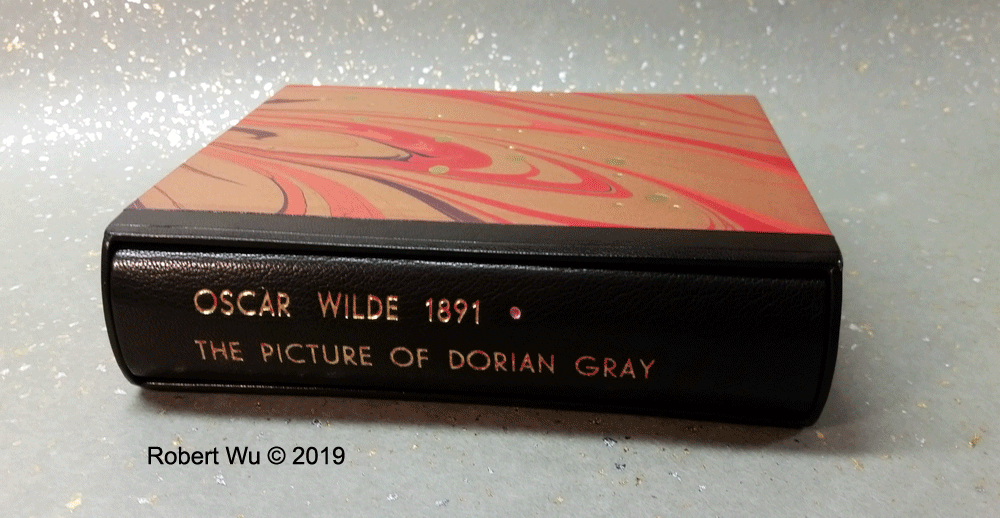 OSCAR WILDE 1891 •
THE PICTURE OF DORIAN GRAY
Robert Wu © 2019